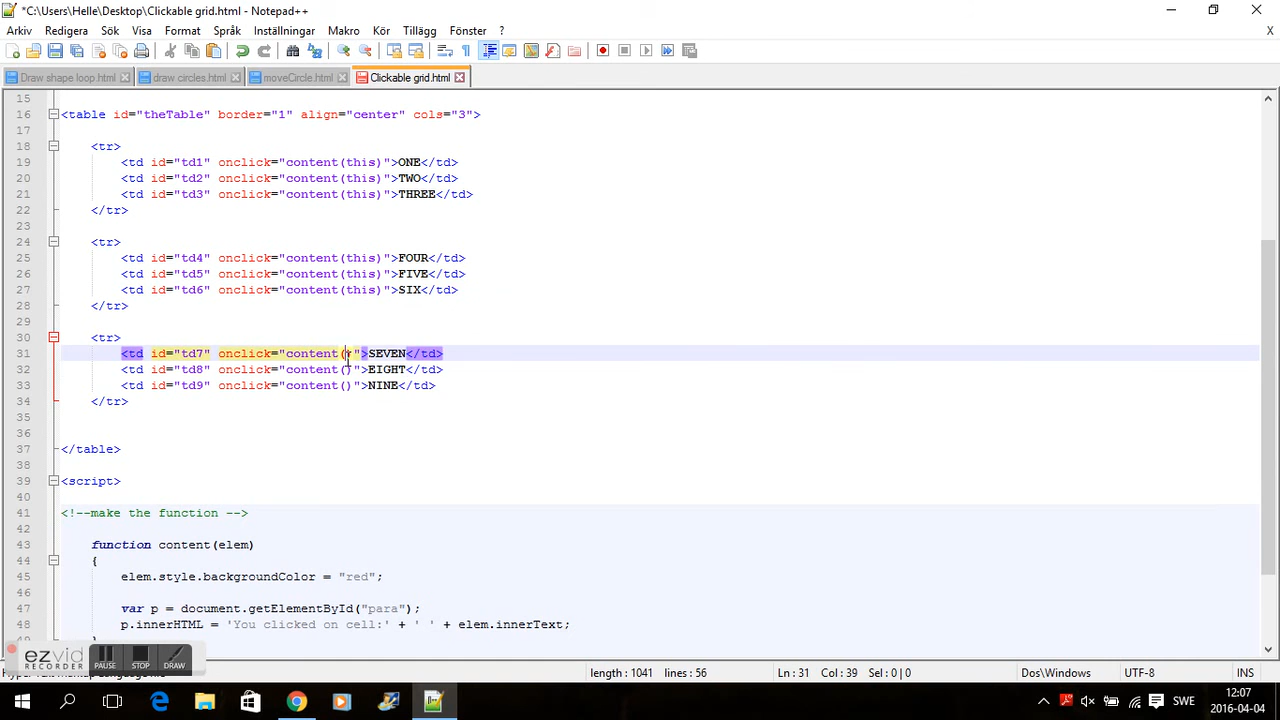 *C:\Users\Helle\Desktop\Clickable grid.html - Notepad++
Arkiv Redigera Sök Visa Format Språk Inställningar Makro Kör Tillägg Fönster ? X
Draw shape loop.html draw circles.html moveCircle.html Clickable grid.html
15
16 <table id="theTable" border="1" align="center" cols="3">
17
18 <tr>
19 <td id="td1" onclick="content(this)">ONE</td>
20 <td id="td2" onclick="content(this)">TWO</td>
21 <td id="td3" onclick="content(this)">THREE</td>
22 </tr>
23
24 <tr>
25 <td id="td4" onclick="content(this)">FOUR</td>
26 <td id="td5" onclick="content(this)">FIVE</td>
27 <td id="td6" onclick="content(this)">SIX</td>
28 </tr>
29
30 <tr>
31 <td id="td7" onclick="content()">SEVEN</td>
32 <td id="td8" onclick="content()">EIGHT</td>
33 <td id="td9" onclick="content()">NINE</td>
34 </tr>
35
36
37 </table>
38
39 <script>
40
41 <!--make the function -->
42
43 function content(elem)
44 {
45 elem.style.backgroundColor = "red";
46
47 var p = document.getElementById("para");
48 p.innerHTML = 'You clicked on cell:' + ' ' + elem.innerText;
ezvid
RECORDER
PAUSE STOP DRAW
length : 1041 lines : 56 Ln : 31 Col : 39 Sel : 0 | 0 Dos\Windows UTF-8 INS
SWE
12:07
2016-04-04